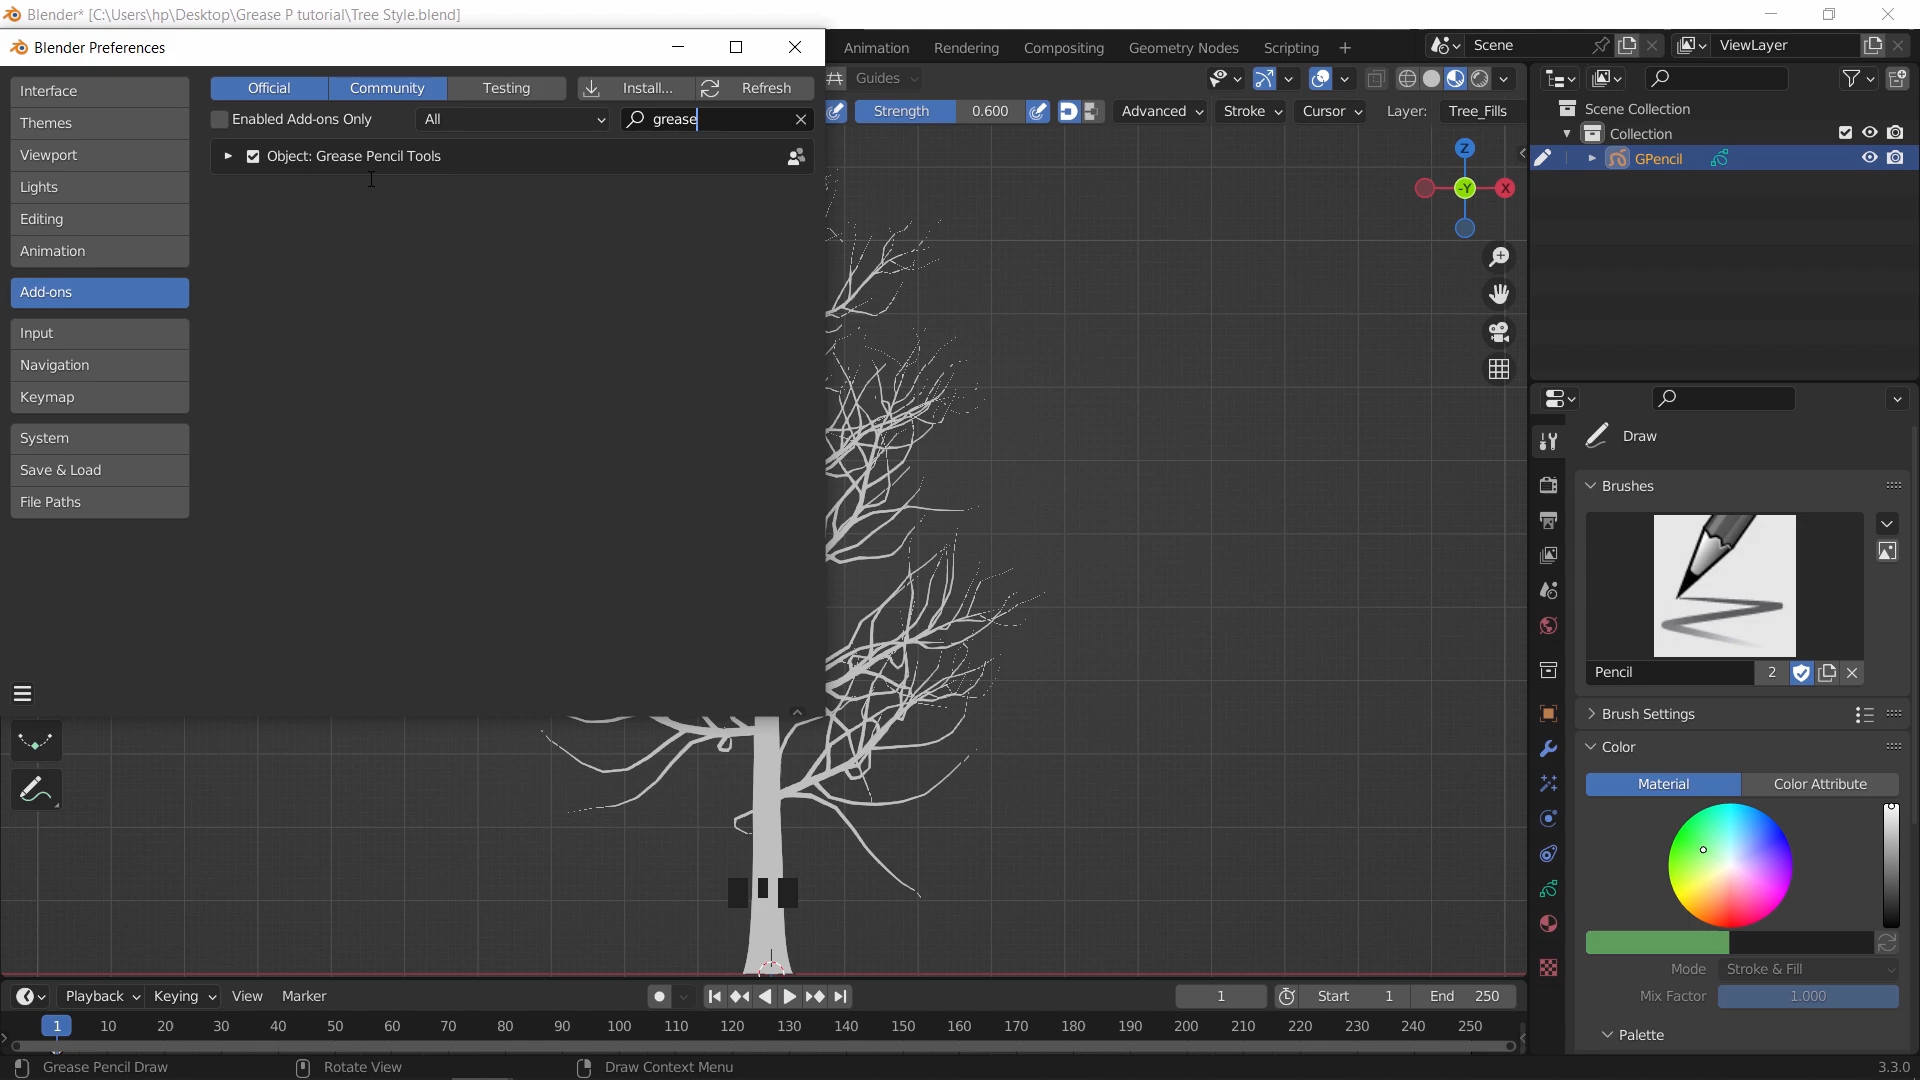 Blender* [C:\Users\hp\Desktop\Grease P tutorial\Tree Style.blend]
Blender Preferences
Animation
Rendering
Compositing
Geometry Nodes
Scripting
+
Scene
ViewLayer
Interface
Themes
Viewport
Lights
Editing
Animation
Add-ons
Input
Navigation
Keymap
System
Save & Load
File Paths
Official
Community
Testing
Install...
Refresh
Enabled Add-ons Only
All
grease
Object: Grease Pencil Tools
Guides
Strength 0.600
Advanced
Stroke
Cursor
Layer: Tree_Fills
Z
-Y
X
Scene Collection
Collection
GPencil
Draw
Brushes
Pencil 2
Brush Settings
Color
Material
Color Attribute
Mode Stroke & Fill
Mix Factor 1.000
Palette
Playback
Keying
View
Marker
1
Start 1
End 250
1 10 20 30 40 50 60 70 80 90 100 110 120 130 140 150 160 170 180 190 200 210 220 230 240 250
Grease Pencil Draw
Rotate View
Draw Context Menu
3.3.0